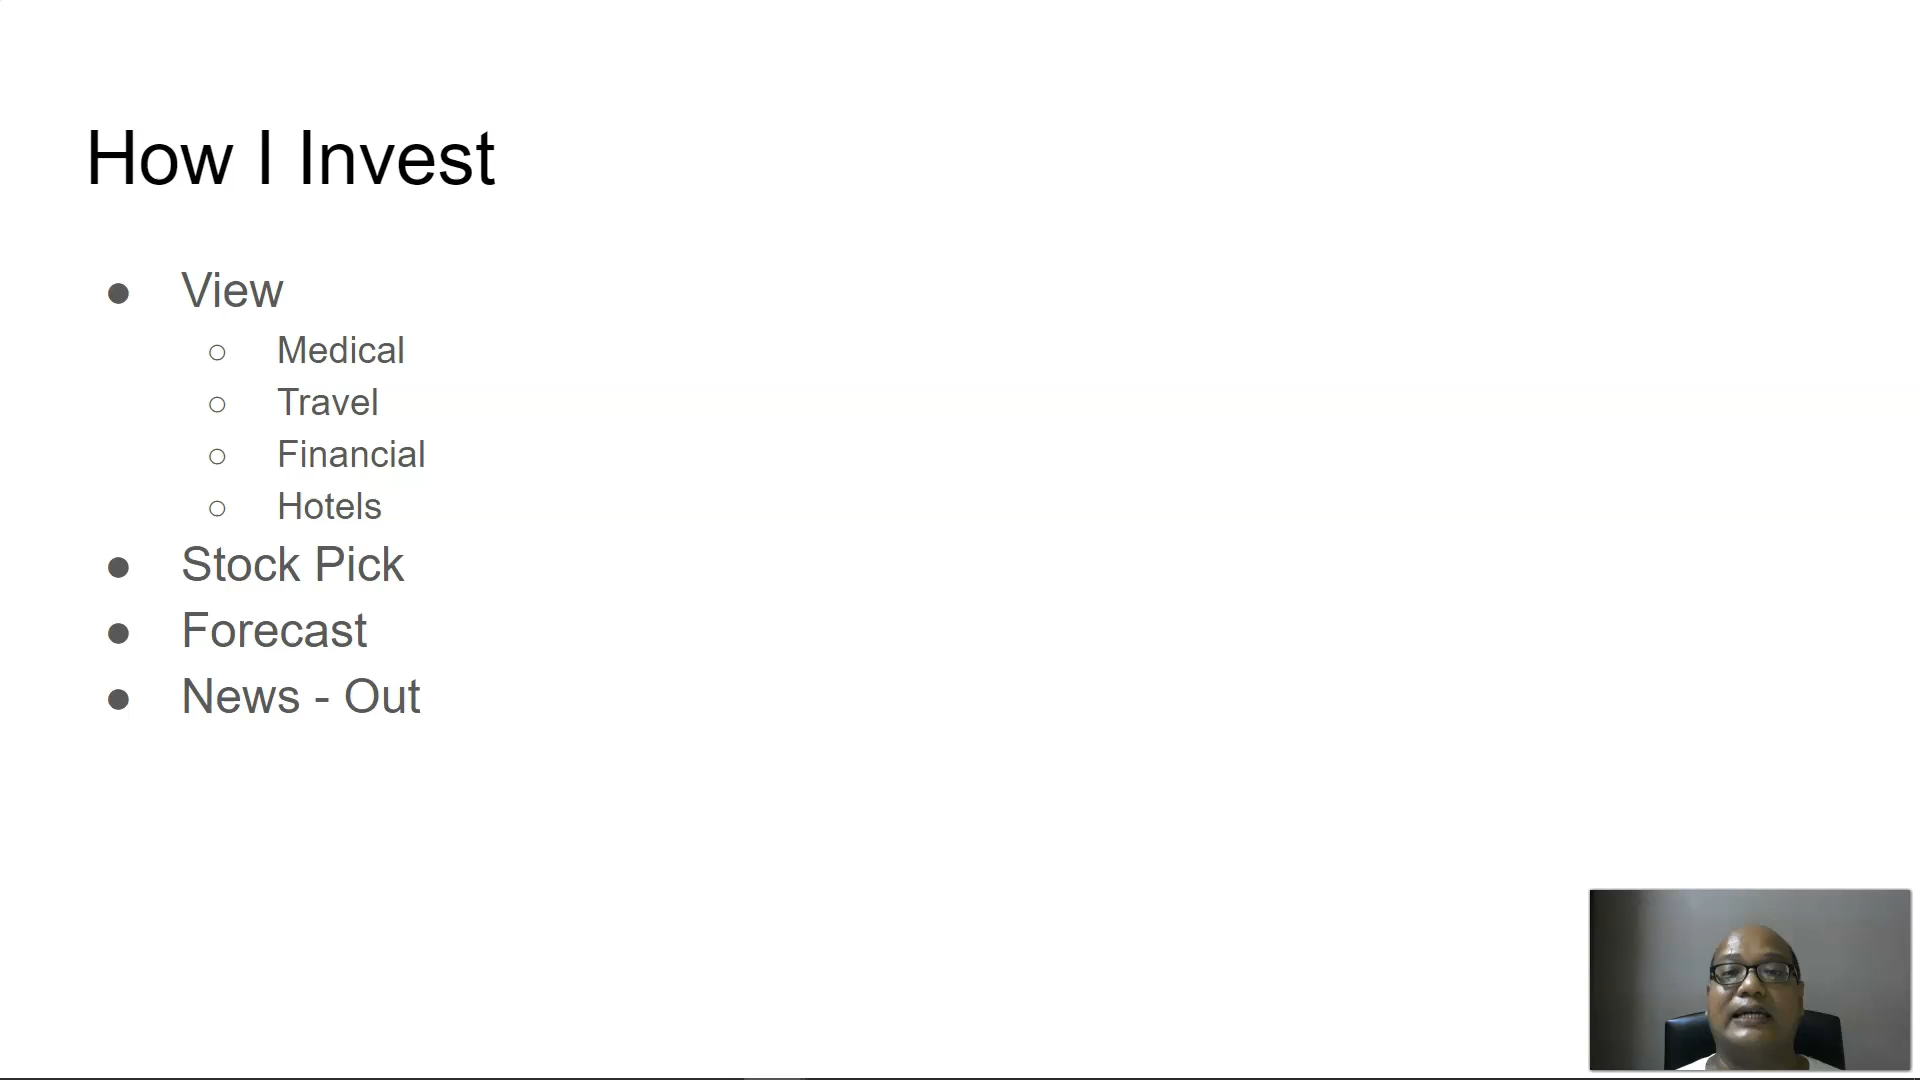 How I Invest
● View
○ Medical
○ Travel
○ Financial
○ Hotels
● Stock Pick
● Forecast
● News - Out